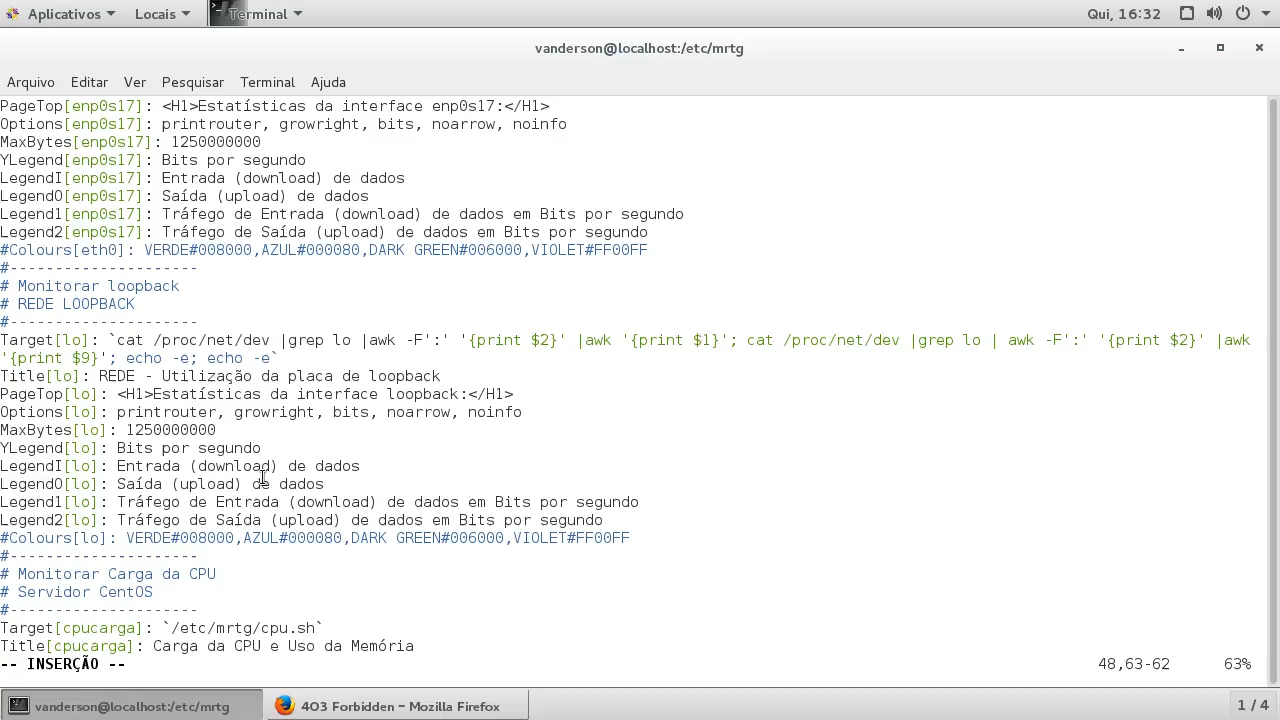 Aplicativos Locais Terminal Qui, 16:32
vanderson@localhost:/etc/mrtg
Arquivo Editar Ver Pesquisar Terminal Ajuda
PageTop[enp0s17]: <H1>Estatísticas da interface enp0s17:</H1>
Options[enp0s17]: printrouter, growright, bits, noarrow, noinfo
MaxBytes[enp0s17]: 1250000000
YLegend[enp0s17]: Bits por segundo
LegendI[enp0s17]: Entrada (download) de dados
LegendO[enp0s17]: Saída (upload) de dados
Legend1[enp0s17]: Tráfego de Entrada (download) de dados em Bits por segundo
Legend2[enp0s17]: Tráfego de Saída (upload) de dados em Bits por segundo
#Colours[eth0]: VERDE#008000,AZUL#000080,DARK GREEN#006000,VIOLET#FF00FF
#---------------------
# Monitorar loopback
# REDE LOOPBACK
#---------------------
Target[lo]: `cat /proc/net/dev |grep lo |awk -F':' '{print $2}' |awk '{print $1}'; cat /proc/net/dev |grep lo | awk -F':' '{print $2}' |awk
'{print $9}'; echo -e; echo -e`
Title[lo]: REDE - Utilização da placa de loopback
PageTop[lo]: <H1>Estatísticas da interface loopback:</H1>
Options[lo]: printrouter, growright, bits, noarrow, noinfo
MaxBytes[lo]: 1250000000
YLegend[lo]: Bits por segundo
LegendI[lo]: Entrada (download) de dados
LegendO[lo]: Saída (upload) de dados
Legend1[lo]: Tráfego de Entrada (download) de dados em Bits por segundo
Legend2[lo]: Tráfego de Saída (upload) de dados em Bits por segundo
#Colours[lo]: VERDE#008000,AZUL#000080,DARK GREEN#006000,VIOLET#FF00FF
#---------------------
# Monitorar Carga da CPU
# Servidor CentOS
#---------------------
Target[cpucarga]: `/etc/mrtg/cpu.sh`
Title[cpucarga]: Carga da CPU e Uso da Memória
-- INSERÇÃO -- 48,63-62 63%
vanderson@localhost:/etc/mrtg 403 Forbidden - Mozilla Firefox 1 / 4